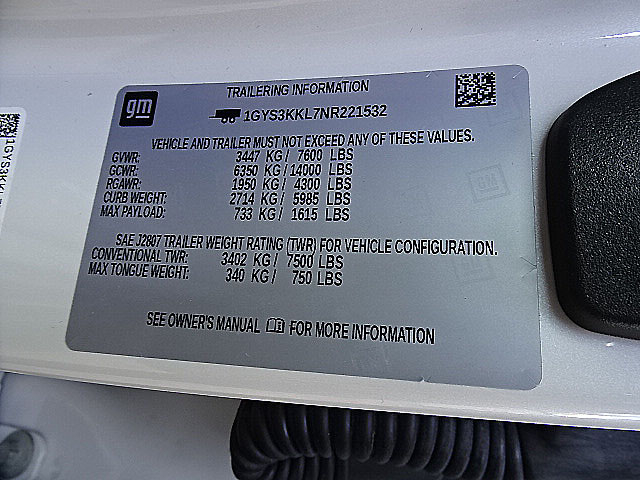 gm
TRAILERING INFORMATION
1GYS3KKL7NR221532
VEHICLE AND TRAILER MUST NOT EXCEED ANY OF THESE VALUES.
GVWR: 3447 KG / 7600 LBS
GCWR: 6350 KG / 14000 LBS
RGAWR: 1950 KG / 4300 LBS
CURB WEIGHT: 2714 KG / 5985 LBS
MAX PAYLOAD: 733 KG / 1615 LBS
SAE J2807 TRAILER WEIGHT RATING (TWR) FOR VEHICLE CONFIGURATION.
CONVENTIONAL TWR: 3402 KG / 7500 LBS
MAX TONGUE WEIGHT: 340 KG / 750 LBS
SEE OWNER'S MANUAL FOR MORE INFORMATION